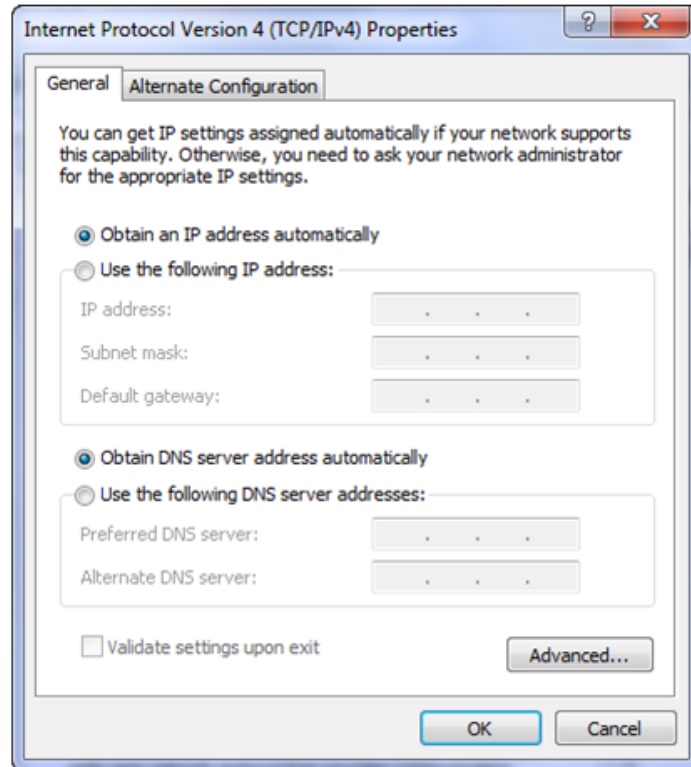 Internet Protocol Version 4 (TCP/IPv4) Properties
General
Alternate Configuration
You can get IP settings assigned automatically if your network supports
this capability. Otherwise, you need to ask your network administrator
for the appropriate IP settings.
Obtain an IP address automatically
Use the following IP address:
IP address:
Subnet mask:
Default gateway:
Obtain DNS server address automatically
Use the following DNS server addresses:
Preferred DNS server:
Alternate DNS server:
Validate settings upon exit
Advanced...
OK
Cancel